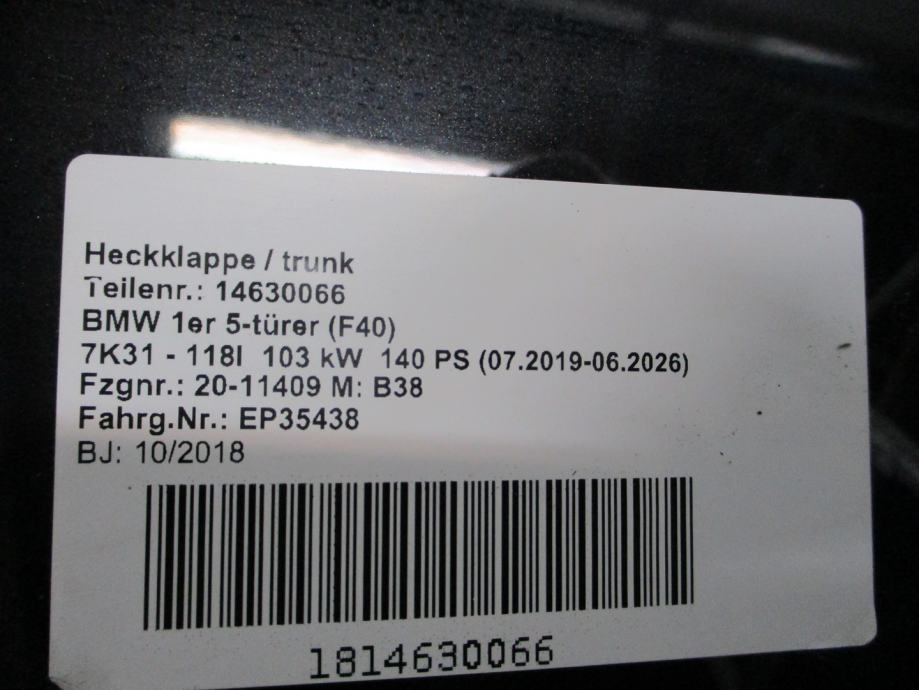 Heckklappe / trunk
Teilenr.: 14630066
BMW 1er 5-türer (F40)
7K31 - 118I 103 kW 140 PS (07.2019-06.2026)
Fzgnr.: 20-11409 M: B38
Fahrg.Nr.: EP35438
BJ: 10/2018
1814630066